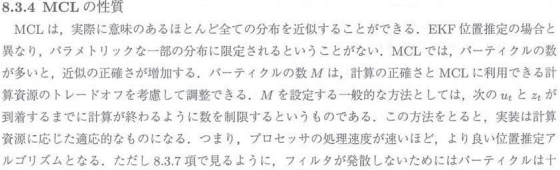 8.3.4 MCL の性質
MCL は，実際に意味のあるほとんど全ての分布を近似することができる．EKF 位置推定の場合と
異なり，パラメトリックな一部の分布に限定されるということがない．MCL では，パーティクルの数
が多いと，近似の正確さが増加する．パーティクルの数 M は，計算の正確さと MCL に利用できる計
算資源のトレードオフを考慮して調整できる．M を設定する一般的な方法としては，次の ut と zt が
到着するまでに計算が終わるように数を制限するというものである．この方法をとると，実装は計算
資源に応じた適応的なものになる．つまり，プロセッサの処理速度が速いほど，より良い位置推定ア
ルゴリズムとなる．ただし 8.3.7 項で見るように，フィルタが発散しないためにはパーティクルは十